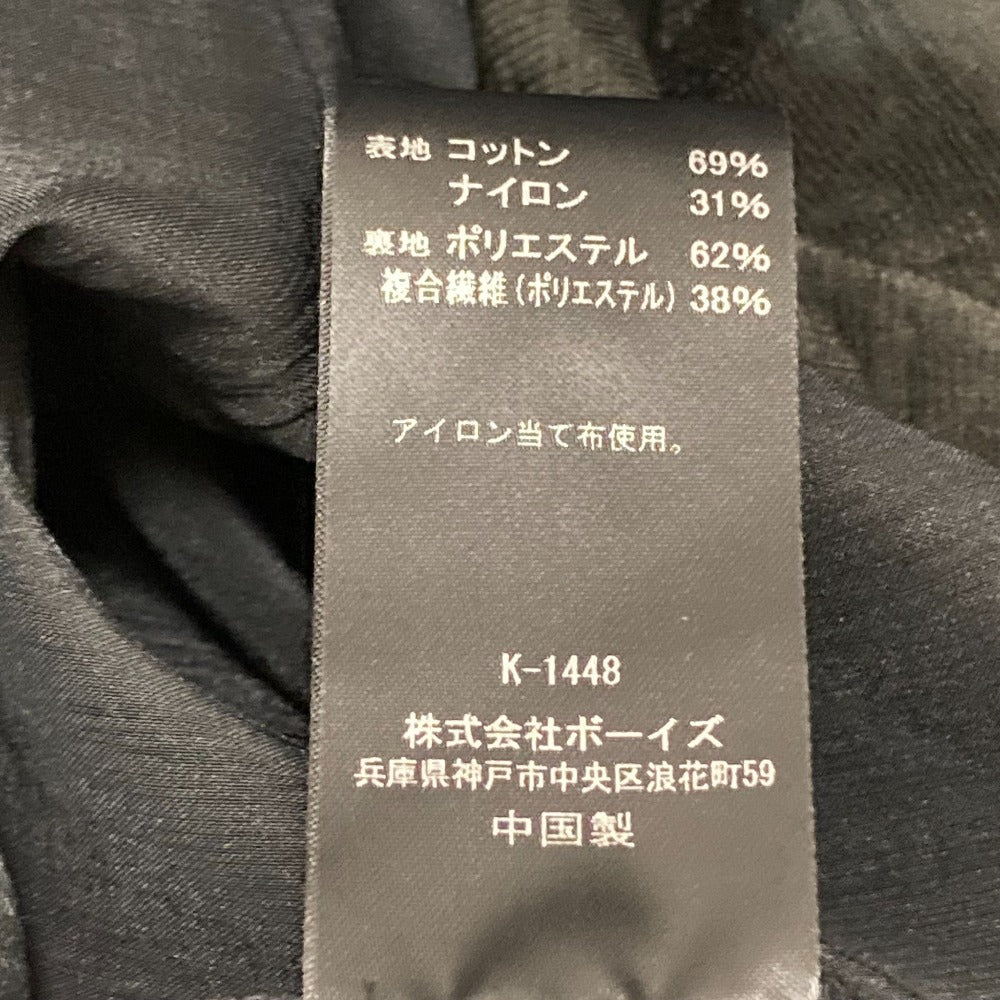 表地 コットン 69%
ナイロン 31%
裏地 ポリエステル 62%
複合繊維(ポリエステル) 38%
アイロン当て布使用。
K-1448
株式会社ボーイズ
兵庫県神戸市中央区浪花町59
中国製